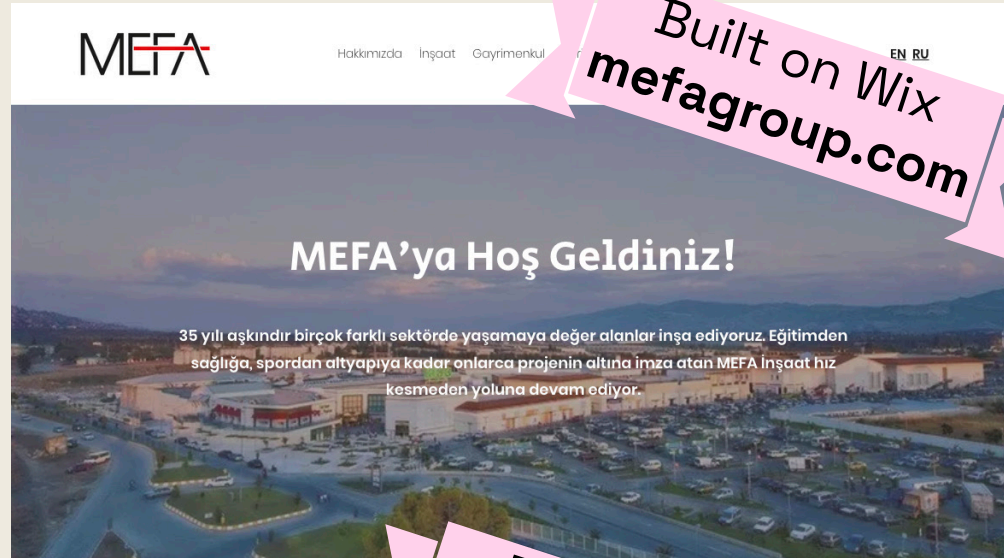 MEFA
Hakkımızda İnşaat Gayrimenkul
EN RU
Built on Wix
mefagroup.com
MEFA’ya Hoş Geldiniz!
35 yılı aşkındır birçok farklı sektörde yaşamaya değer alanlar inşa ediyoruz. Eğitimden
sağlığa, spordan altyapıya kadar onlarca projenin altına imza atan MEFA İnşaat hız
kesmeden yoluna devam ediyor.